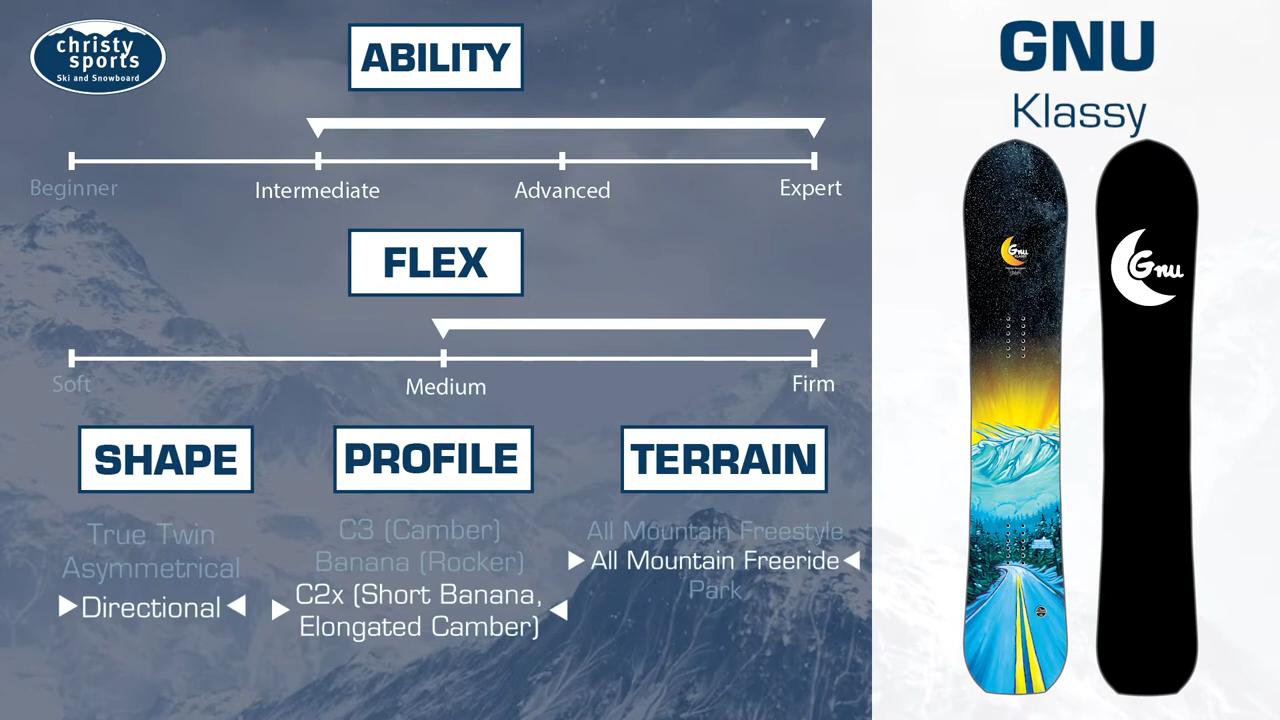 christy
sports
Ski and Snowboard
ABILITY
Beginner
Intermediate
Advanced
Expert
FLEX
Soft
Medium
Firm
SHAPE
True Twin
Asymmetrical
Directional
PROFILE
C3 (Camber)
Banana (Rocker)
C2x (Short Banana,
Elongated Camber)
TERRAIN
All Mountain Freestyle
All Mountain Freeride
Park
GNU
Klassy
Gnu
Gnu